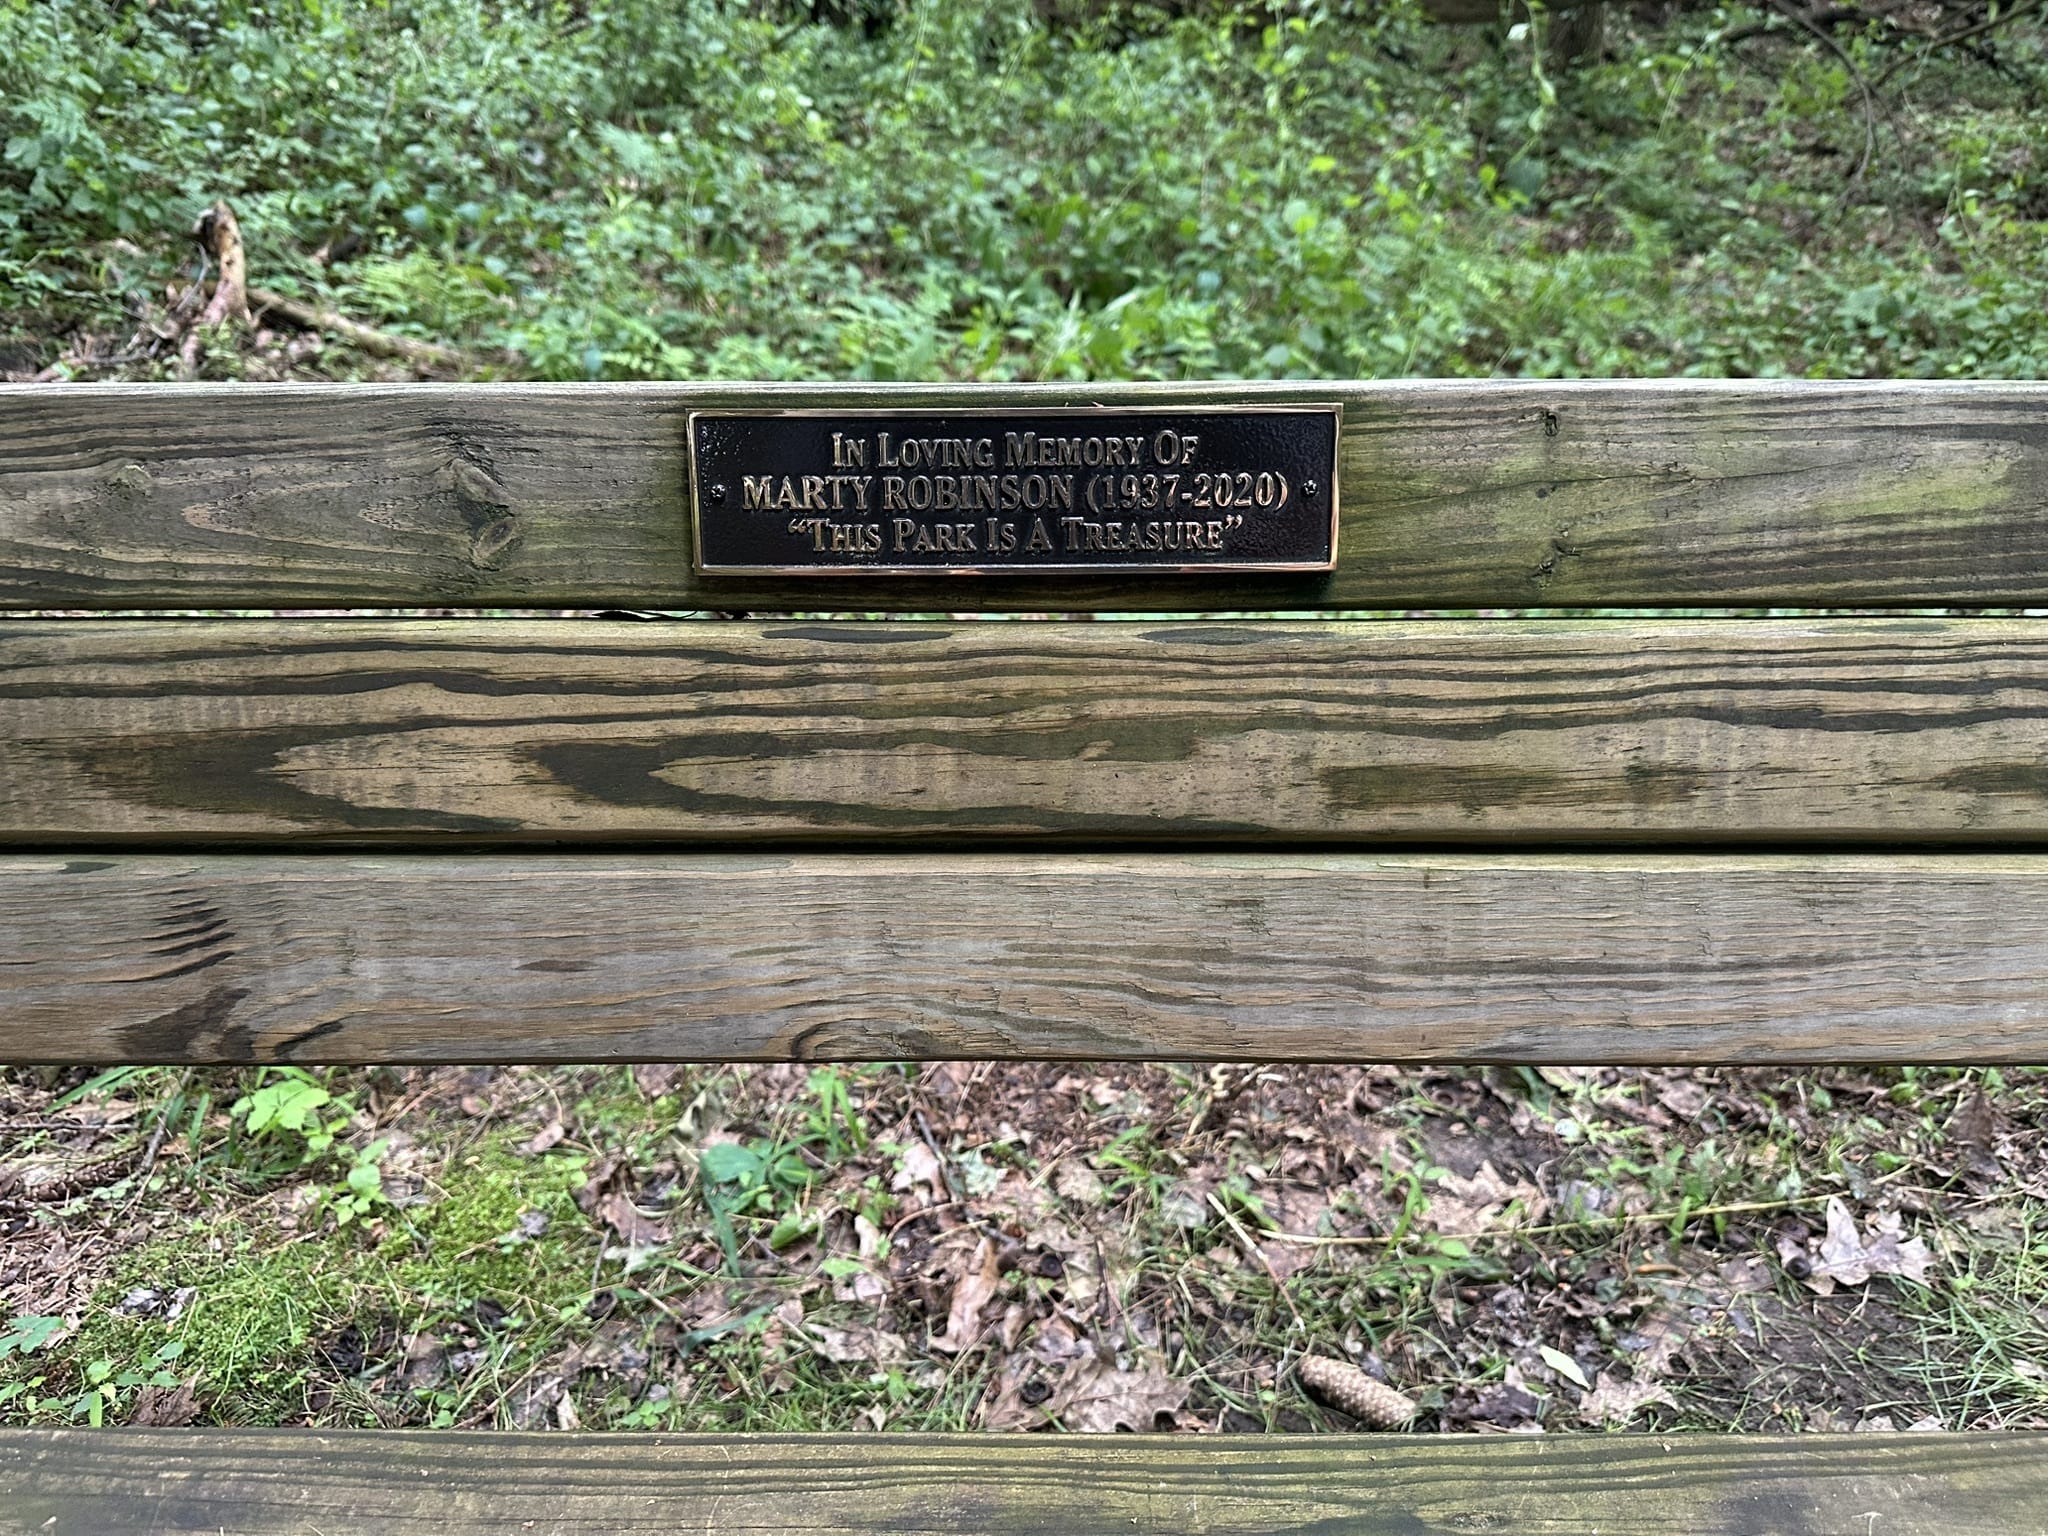 In Loving Memory Of
MARTY ROBINSON (1937-2020)
“This Park Is A Treasure”